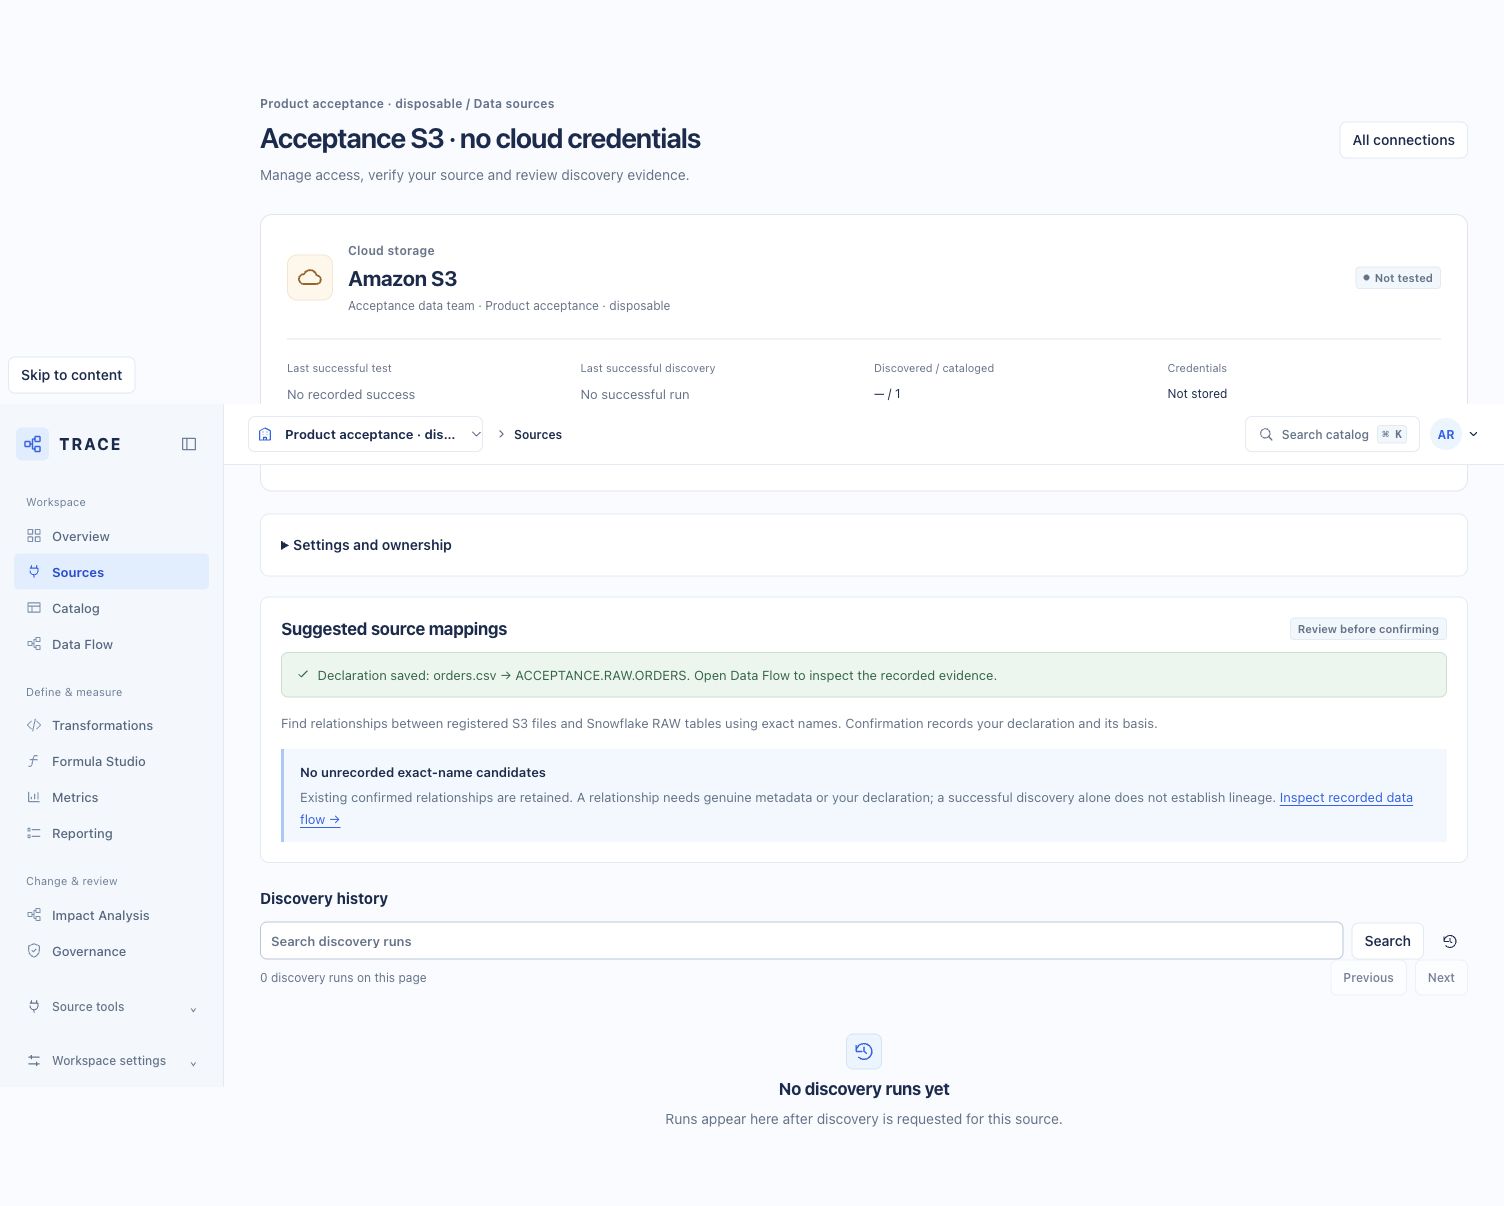 Product acceptance · disposable / Data sources
Acceptance S3 · no cloud credentials
All connections
Manage access, verify your source and review discovery evidence.
Cloud storage
Amazon S3
Not tested
Acceptance data team · Product acceptance · disposable
Last successful test
Last successful discovery
Discovered / cataloged
Credentials
No recorded success
No successful run
— / 1
Not stored
Skip to content
TRACE
Product acceptance · dis...
Sources
Search catalog ⌘ K
AR
Workspace
Overview
Sources
Catalog
Data Flow
Define & measure
Transformations
Formula Studio
Metrics
Reporting
Change & review
Impact Analysis
Governance
Source tools
Workspace settings
Settings and ownership
Suggested source mappings
Review before confirming
Declaration saved: orders.csv → ACCEPTANCE.RAW.ORDERS. Open Data Flow to inspect the recorded evidence.
Find relationships between registered S3 files and Snowflake RAW tables using exact names. Confirmation records your declaration and its basis.
No unrecorded exact-name candidates
Existing confirmed relationships are retained. A relationship needs genuine metadata or your declaration; a successful discovery alone does not establish lineage. Inspect recorded data
flow →
Discovery history
Search discovery runs
Search
0 discovery runs on this page
Previous
Next
No discovery runs yet
Runs appear here after discovery is requested for this source.